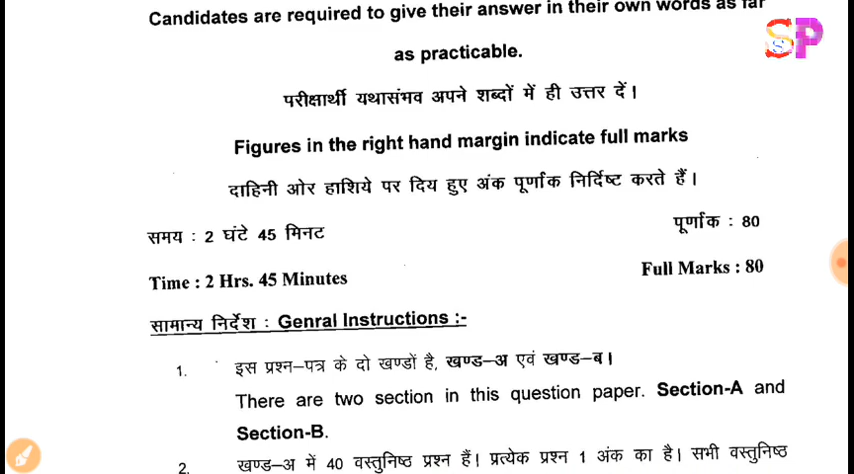 Candidates are required to give their answer in their own words as far
SP
as practicable.
परीक्षार्थी यथासंभव अपने शब्दों में ही उत्तर दें।
Figures in the right hand margin indicate full marks
दाहिनी ओर हाशिये पर दिय हुए अंक पूर्णाक निर्दिष्ट करते हैं।
समय : 2 घंटे 45 मिनट
पूर्णाक : 80
Time : 2 Hrs. 45 Minutes
Full Marks : 80
सामान्य निर्देश : Genral Instructions :-
1. इस प्रश्न–पत्र के दो खण्डों है, खण्ड–अ एवं खण्ड–ब।
There are two section in this question paper. Section-A and
Section-B.
2. खण्ड–अ में 40 वस्तुनिष्ठ प्रश्न हैं। प्रत्येक प्रश्न 1 अंक का है। सभी वस्तुनिष्ठ